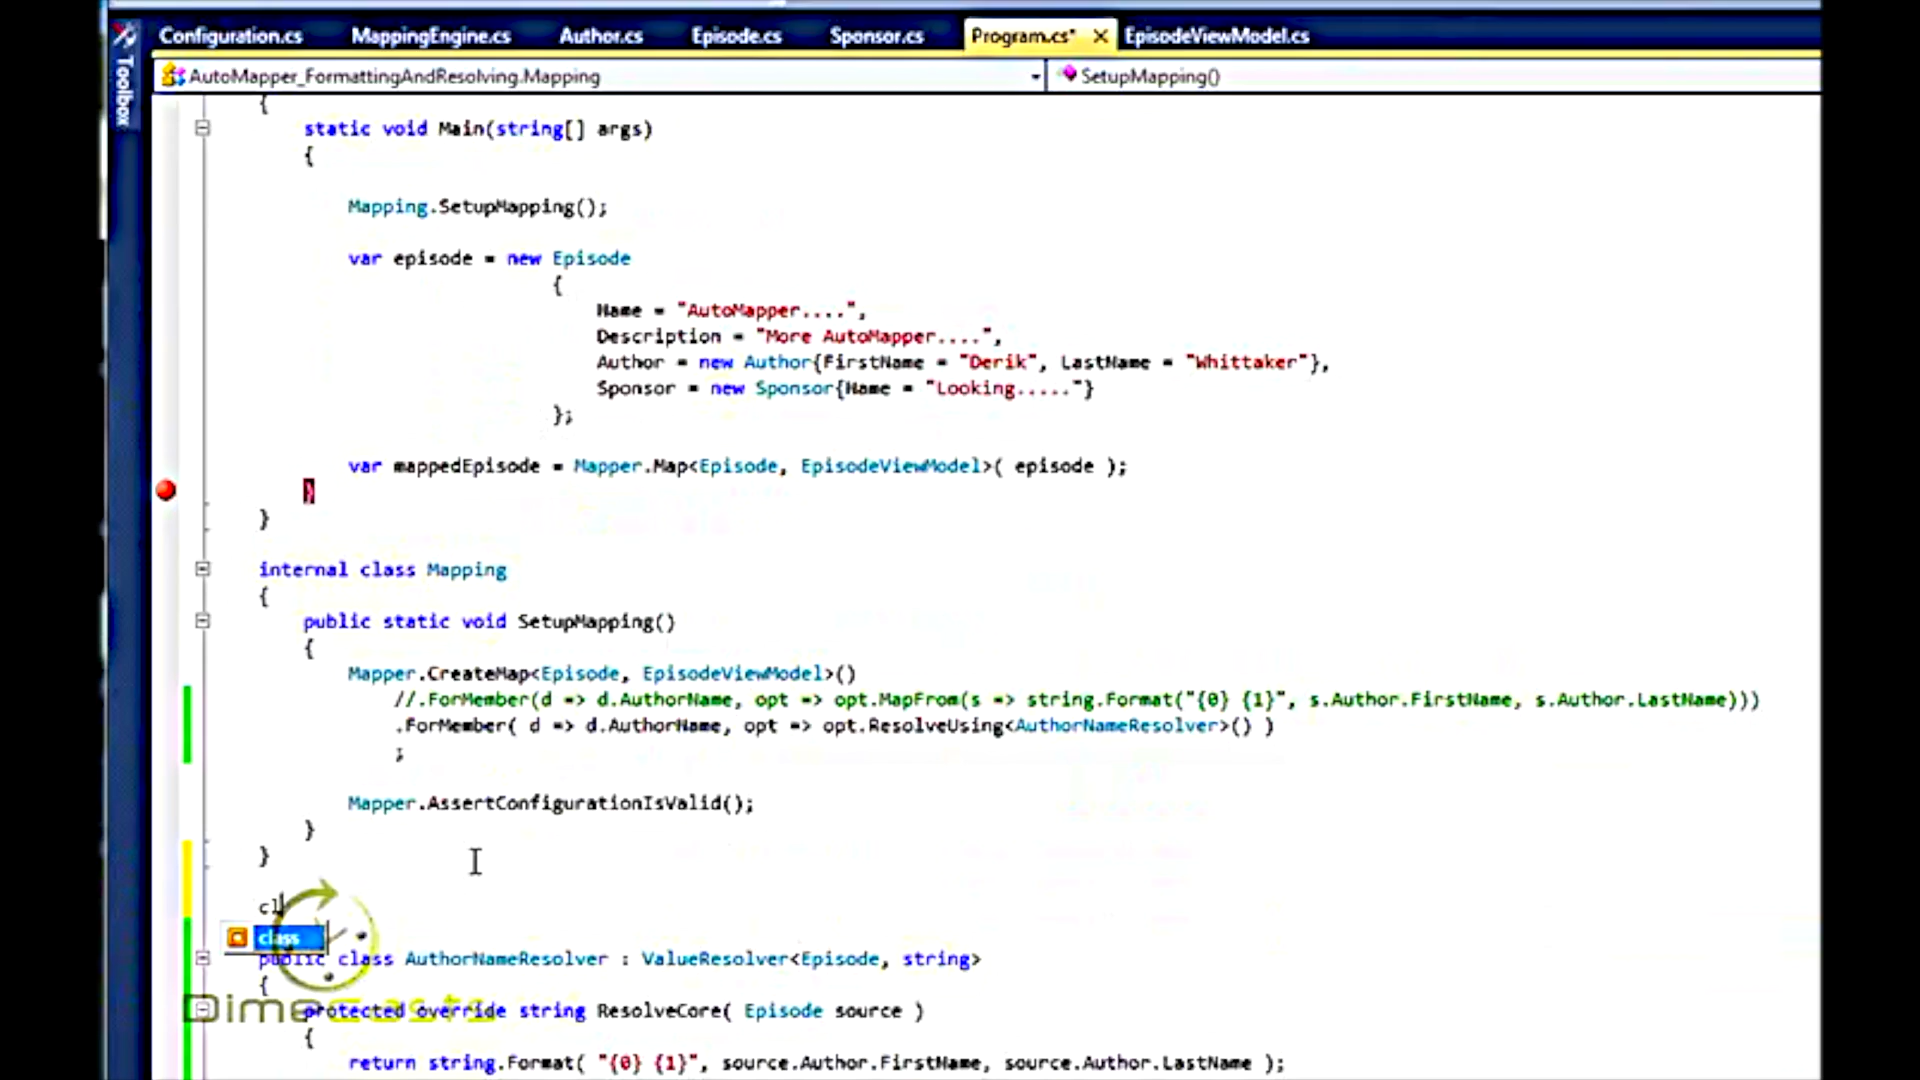 Configuration.cs MappingEngine.cs Author.cs Episode.cs Sponsor.cs Program.cs* EpisodeViewModel.cs
Toolbox
AutoMapper_FormattingAndResolving.Mapping SetupMapping()
{
static void Main(string[] args)
{
Mapping.SetupMapping();
var episode = new Episode
{
Name = "AutoMapper....",
Description = "More AutoMapper....",
Author = new Author{FirstName = "Derik", LastName = "Whittaker"},
Sponsor = new Sponsor{Name = "Looking....."}
};
var mappedEpisode = Mapper.Map<Episode, EpisodeViewModel>( episode );
}
}
internal class Mapping
{
public static void SetupMapping()
{
Mapper.CreateMap<Episode, EpisodeViewModel>()
//.ForMember(d => d.AuthorName, opt => opt.MapFrom(s => string.Format("{0} {1}", s.Author.FirstName, s.Author.LastName)))
.ForMember( d => d.AuthorName, opt => opt.ResolveUsing<AuthorNameResolver>() )
;
Mapper.AssertConfigurationIsValid();
}
}
cl
class
public class AuthorNameResolver : ValueResolver<Episode, string>
{
Dimecasts
protected override string ResolveCore( Episode source )
{
return string.Format( "{0} {1}", source.Author.FirstName, source.Author.LastName );